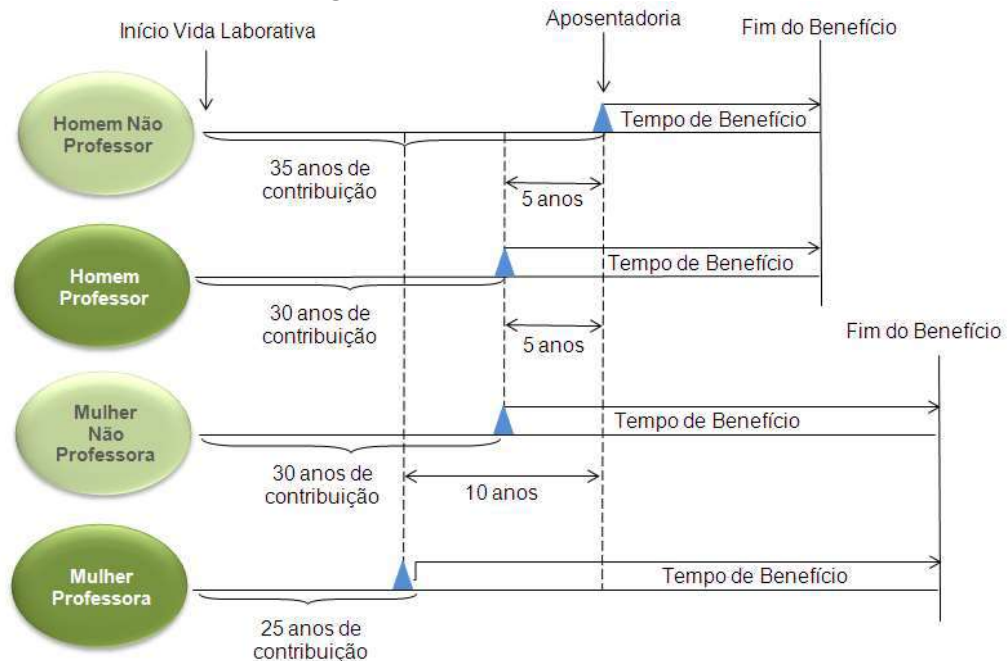 Início Vida Laborativa
Aposentadoria
Fim do Benefício
Homem Não
Professor
Tempo de Benefício
35 anos de
contribuição
5 anos
Homem
Professor
Tempo de Benefício
30 anos de
contribuição
5 anos
Fim do Benefício
Mulher
Não
Professora
Tempo de Benefício
30 anos de
contribuição
10 anos
Mulher
Professora
Tempo de Benefício
25 anos de
contribuição